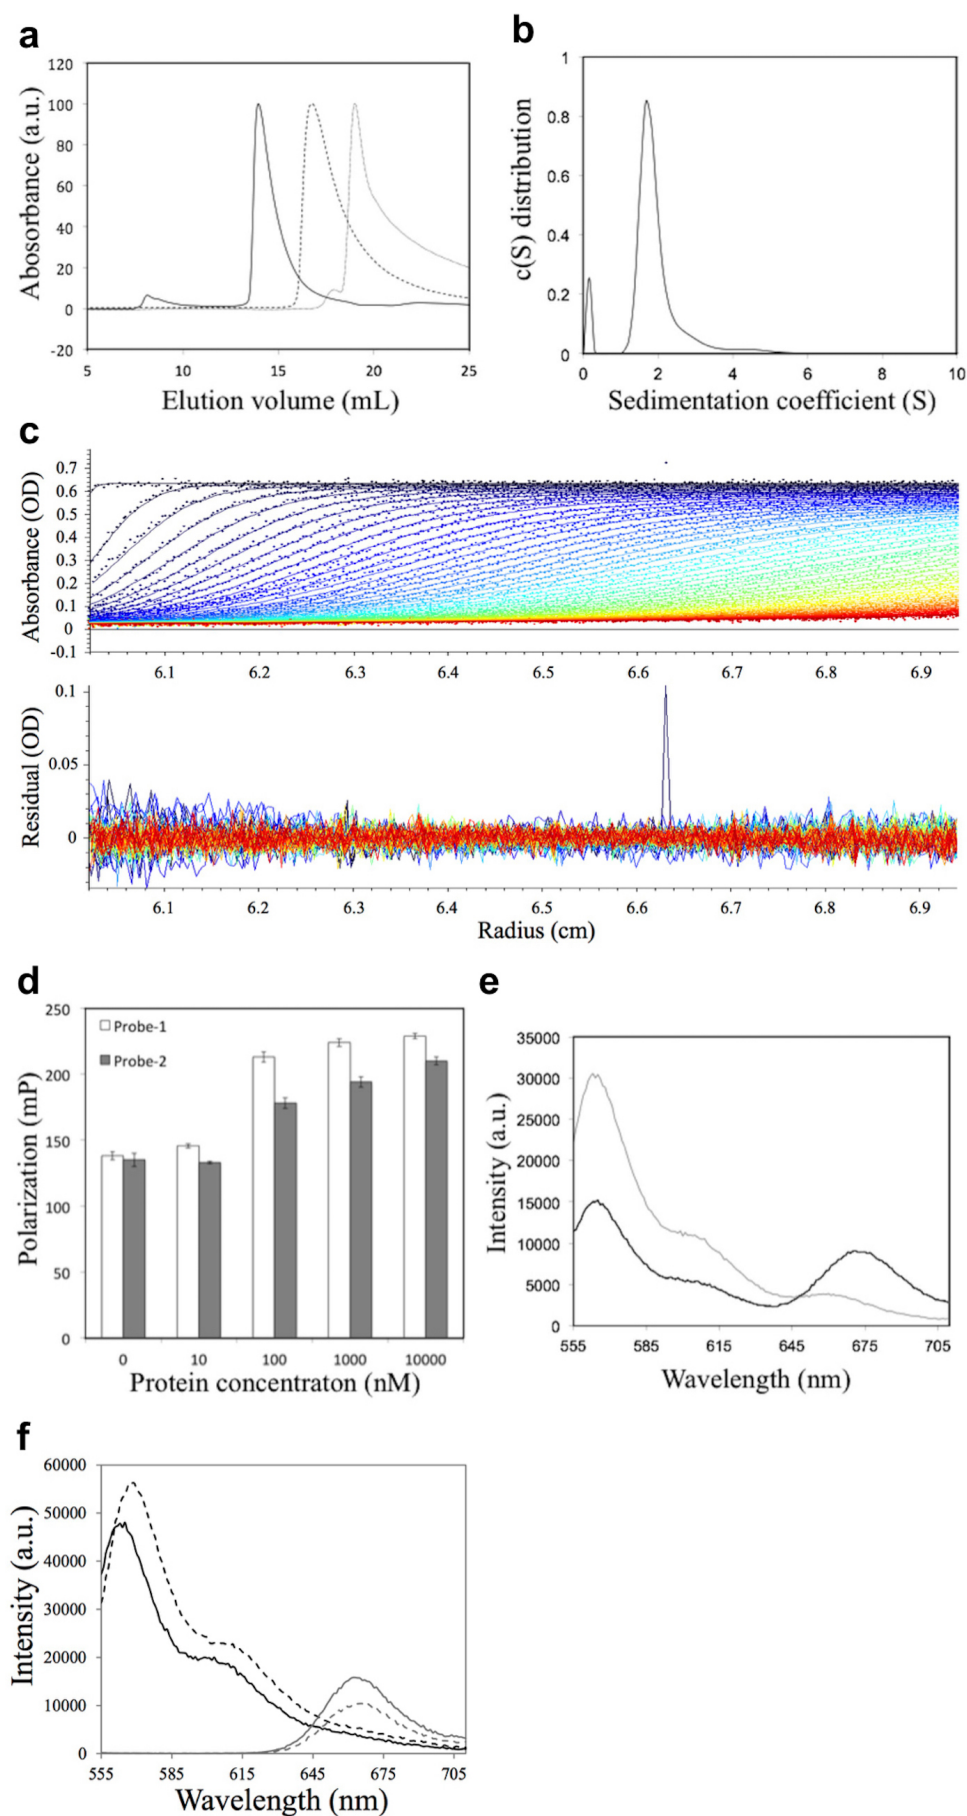 a
120
100
80
60
40
20
0
-20
Abosorbance (a.u.)
5 10 15 20 25
Elution volume (mL)
b
1
0.8
0.6
0.4
0.2
0
c(S) distribution
0 2 4 6 8 10
Sedimentation coefficient (S)
c
0.7
0.6
0.5
0.4
0.3
0.2
0.1
0
-0.1
Absorbance (OD)
6.1 6.2 6.3 6.4 6.5 6.6 6.7 6.8 6.9
0.1
0.05
0
Residual (OD)
6.1 6.2 6.3 6.4 6.5 6.6 6.7 6.8 6.9
Radius (cm)
d
250
200
150
100
50
0
Polarization (mP)
Probe-1
Probe-2
0 10 100 1000 10000
Protein concentraton (nM)
e
35000
30000
25000
20000
15000
10000
5000
0
Intensity (a.u.)
555 585 615 645 675 705
Wavelength (nm)
f
60000
50000
40000
30000
20000
10000
0
Intensity (a.u.)
555 585 615 645 675 705
Wavelength (nm)